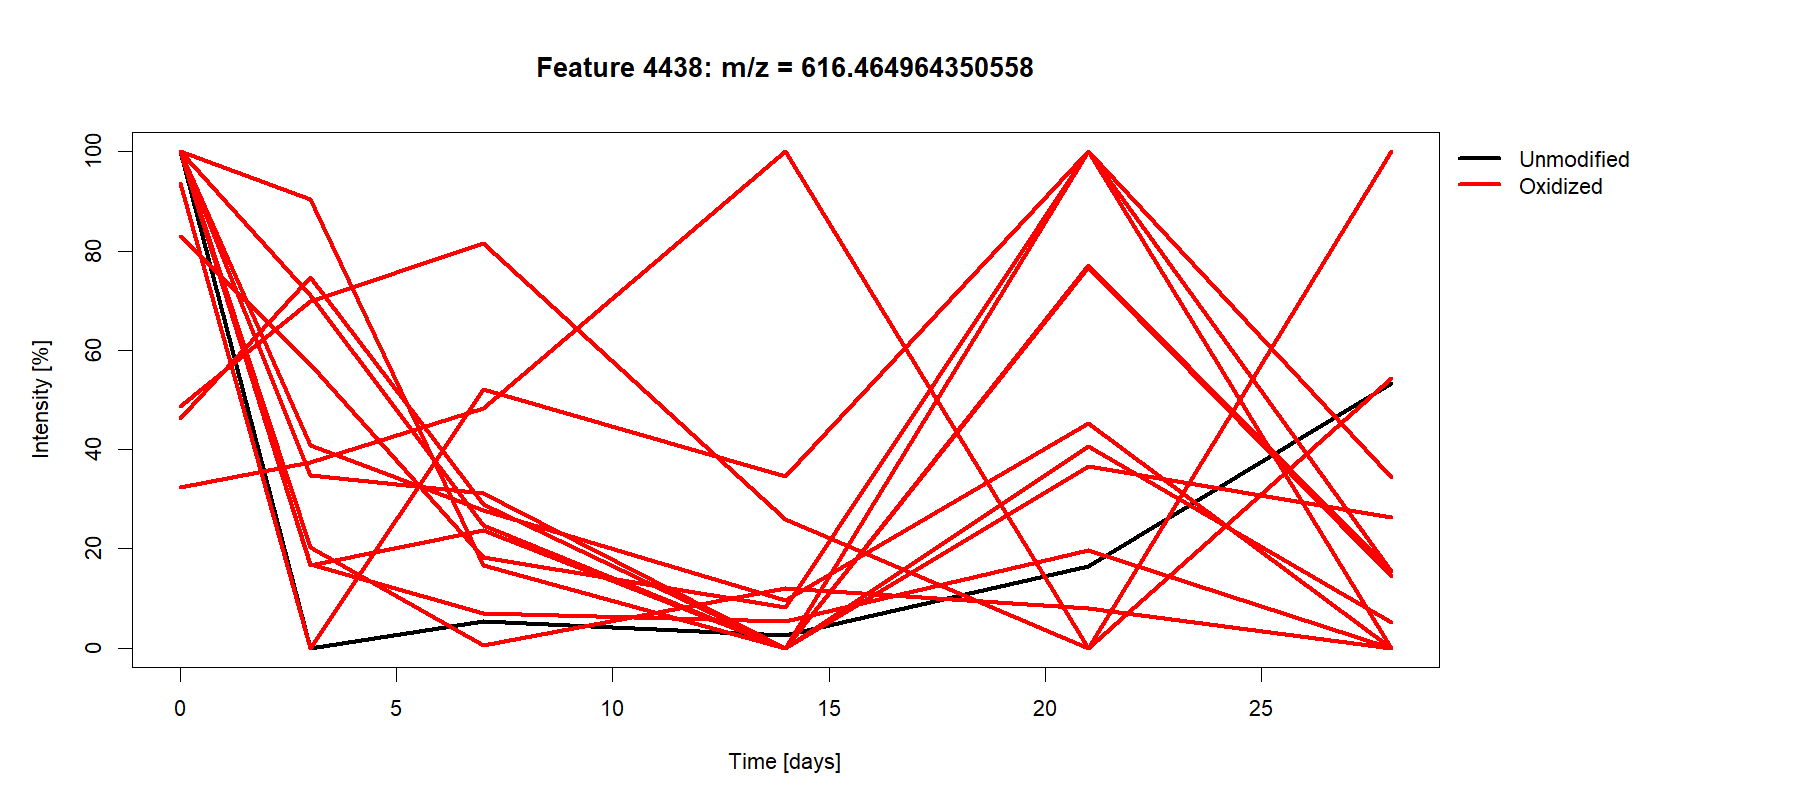 Feature 4438: m/z = 616.464964350558
Unmodified
Oxidized
100
80
60
40
20
0
Intensity [%]
0 5 10 15 20 25
Time [days]